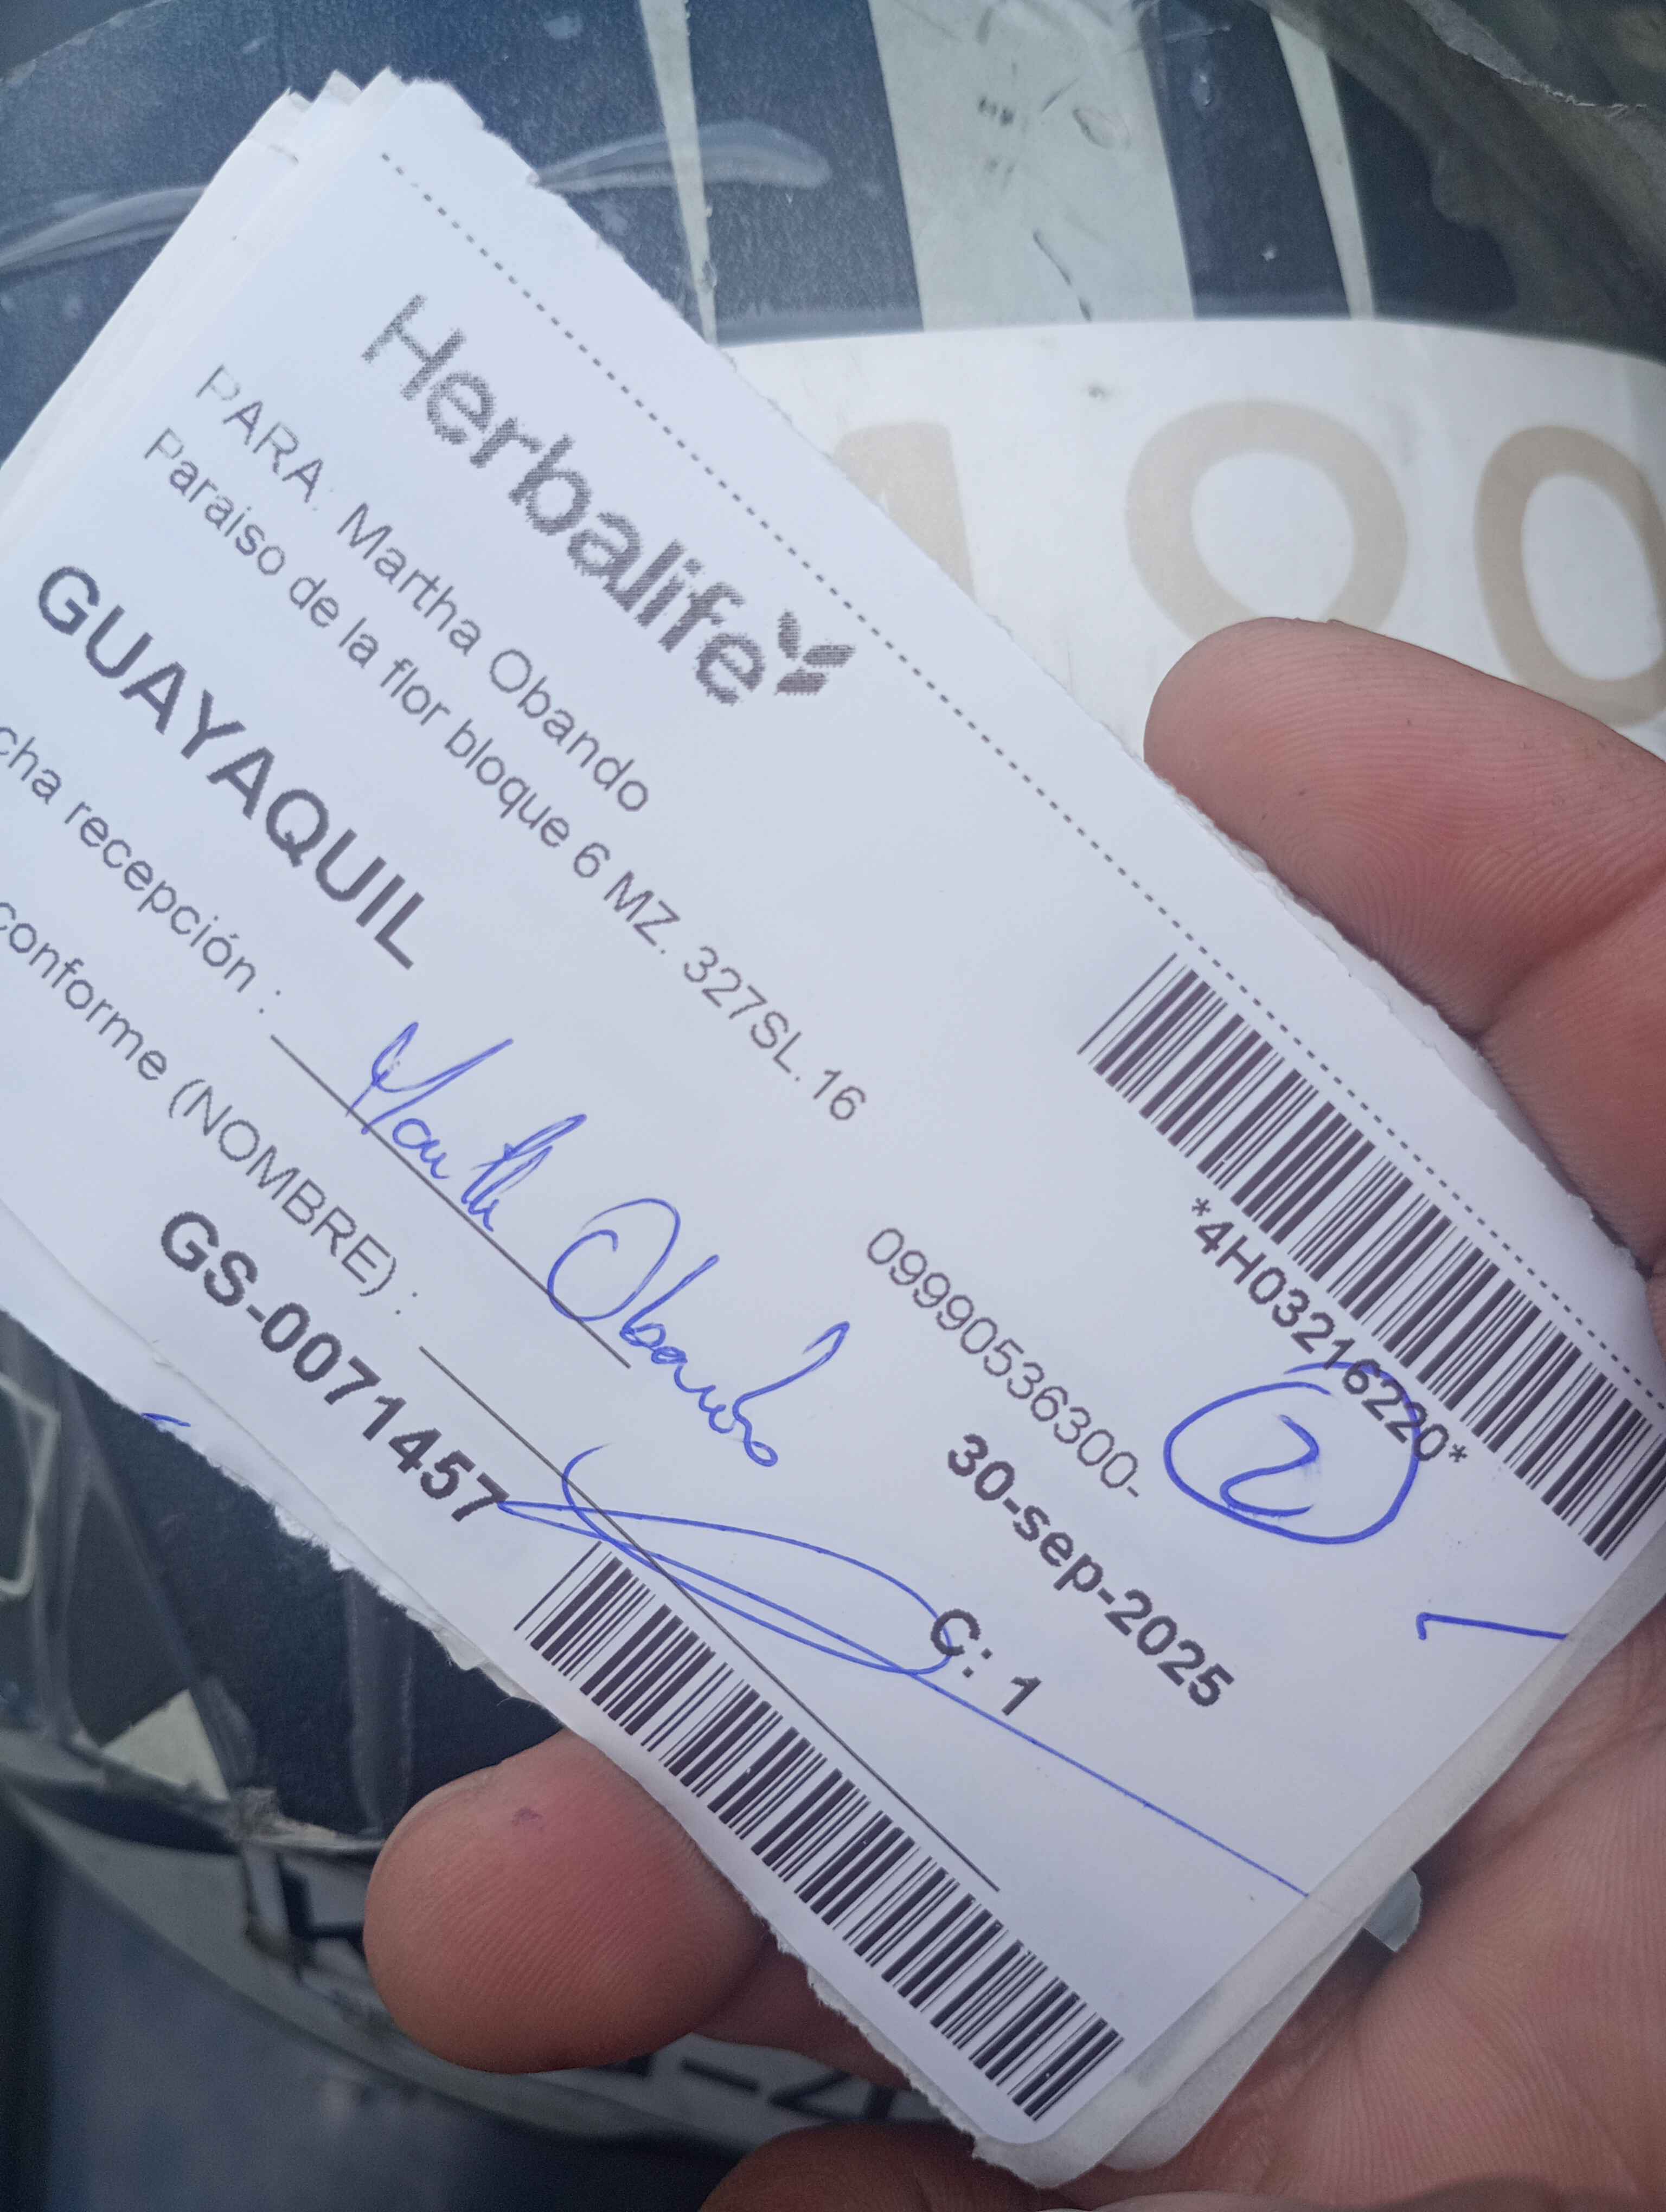 Herbalife
*4H03216220*
PARA. Martha Obando
Paraiso de la flor bloque 6 MZ. 327SL. 16
09990536300-
2
GUAYAQUIL
30-sep-2025
cha recepción :
Martha Obando
C: 1
conforme (NOMBRE) :
GS-0071457